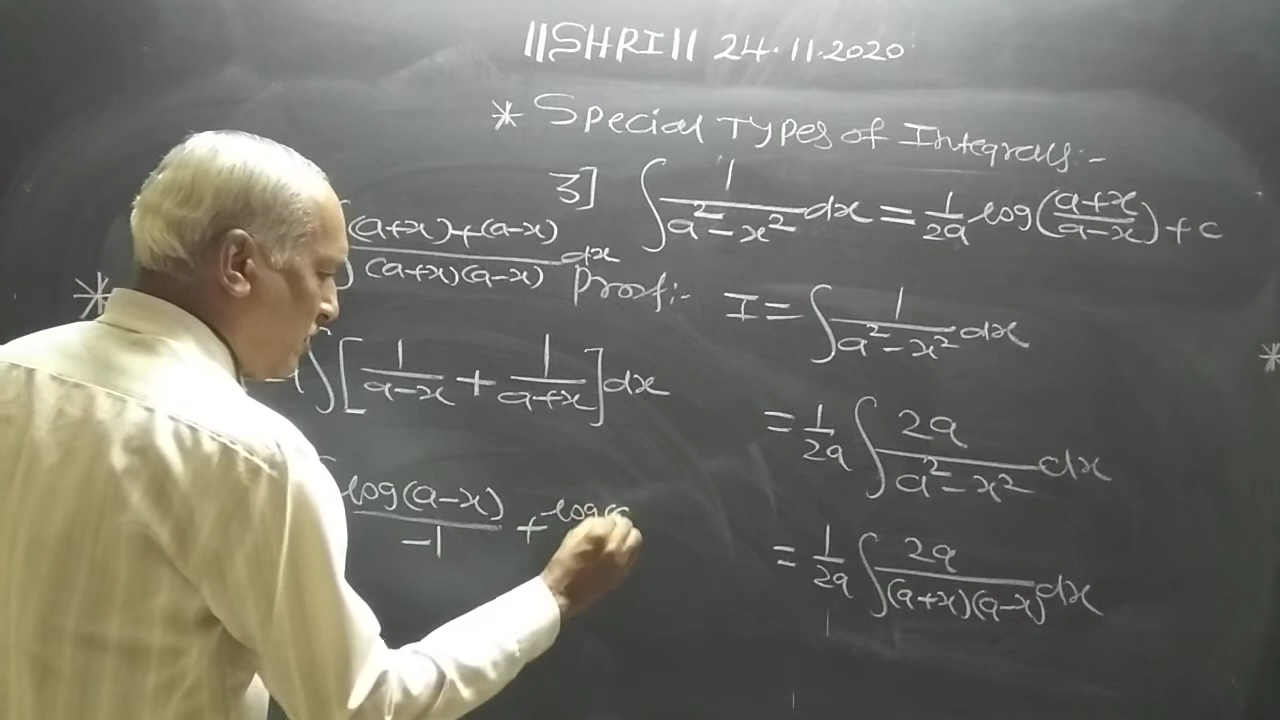 ||SHRI|| 24.11.2020
* Special Types of Integrals:-
3] ∫ 1/(a²-x²) dx = 1/2a log((a+x)/(a-x)) + c
Proof:- I = ∫ 1/(a²-x²) dx
= 1/2a ∫ 2a/(a²-x²) dx
= 1/2a ∫ 2a/((a+x)(a-x)) dx
∫ ((a+x)+(a-x))/((a+x)(a-x)) dx
∫ [1/(a-x) + 1/(a+x)] dx
log(a-x)/-1 + log(
*
*